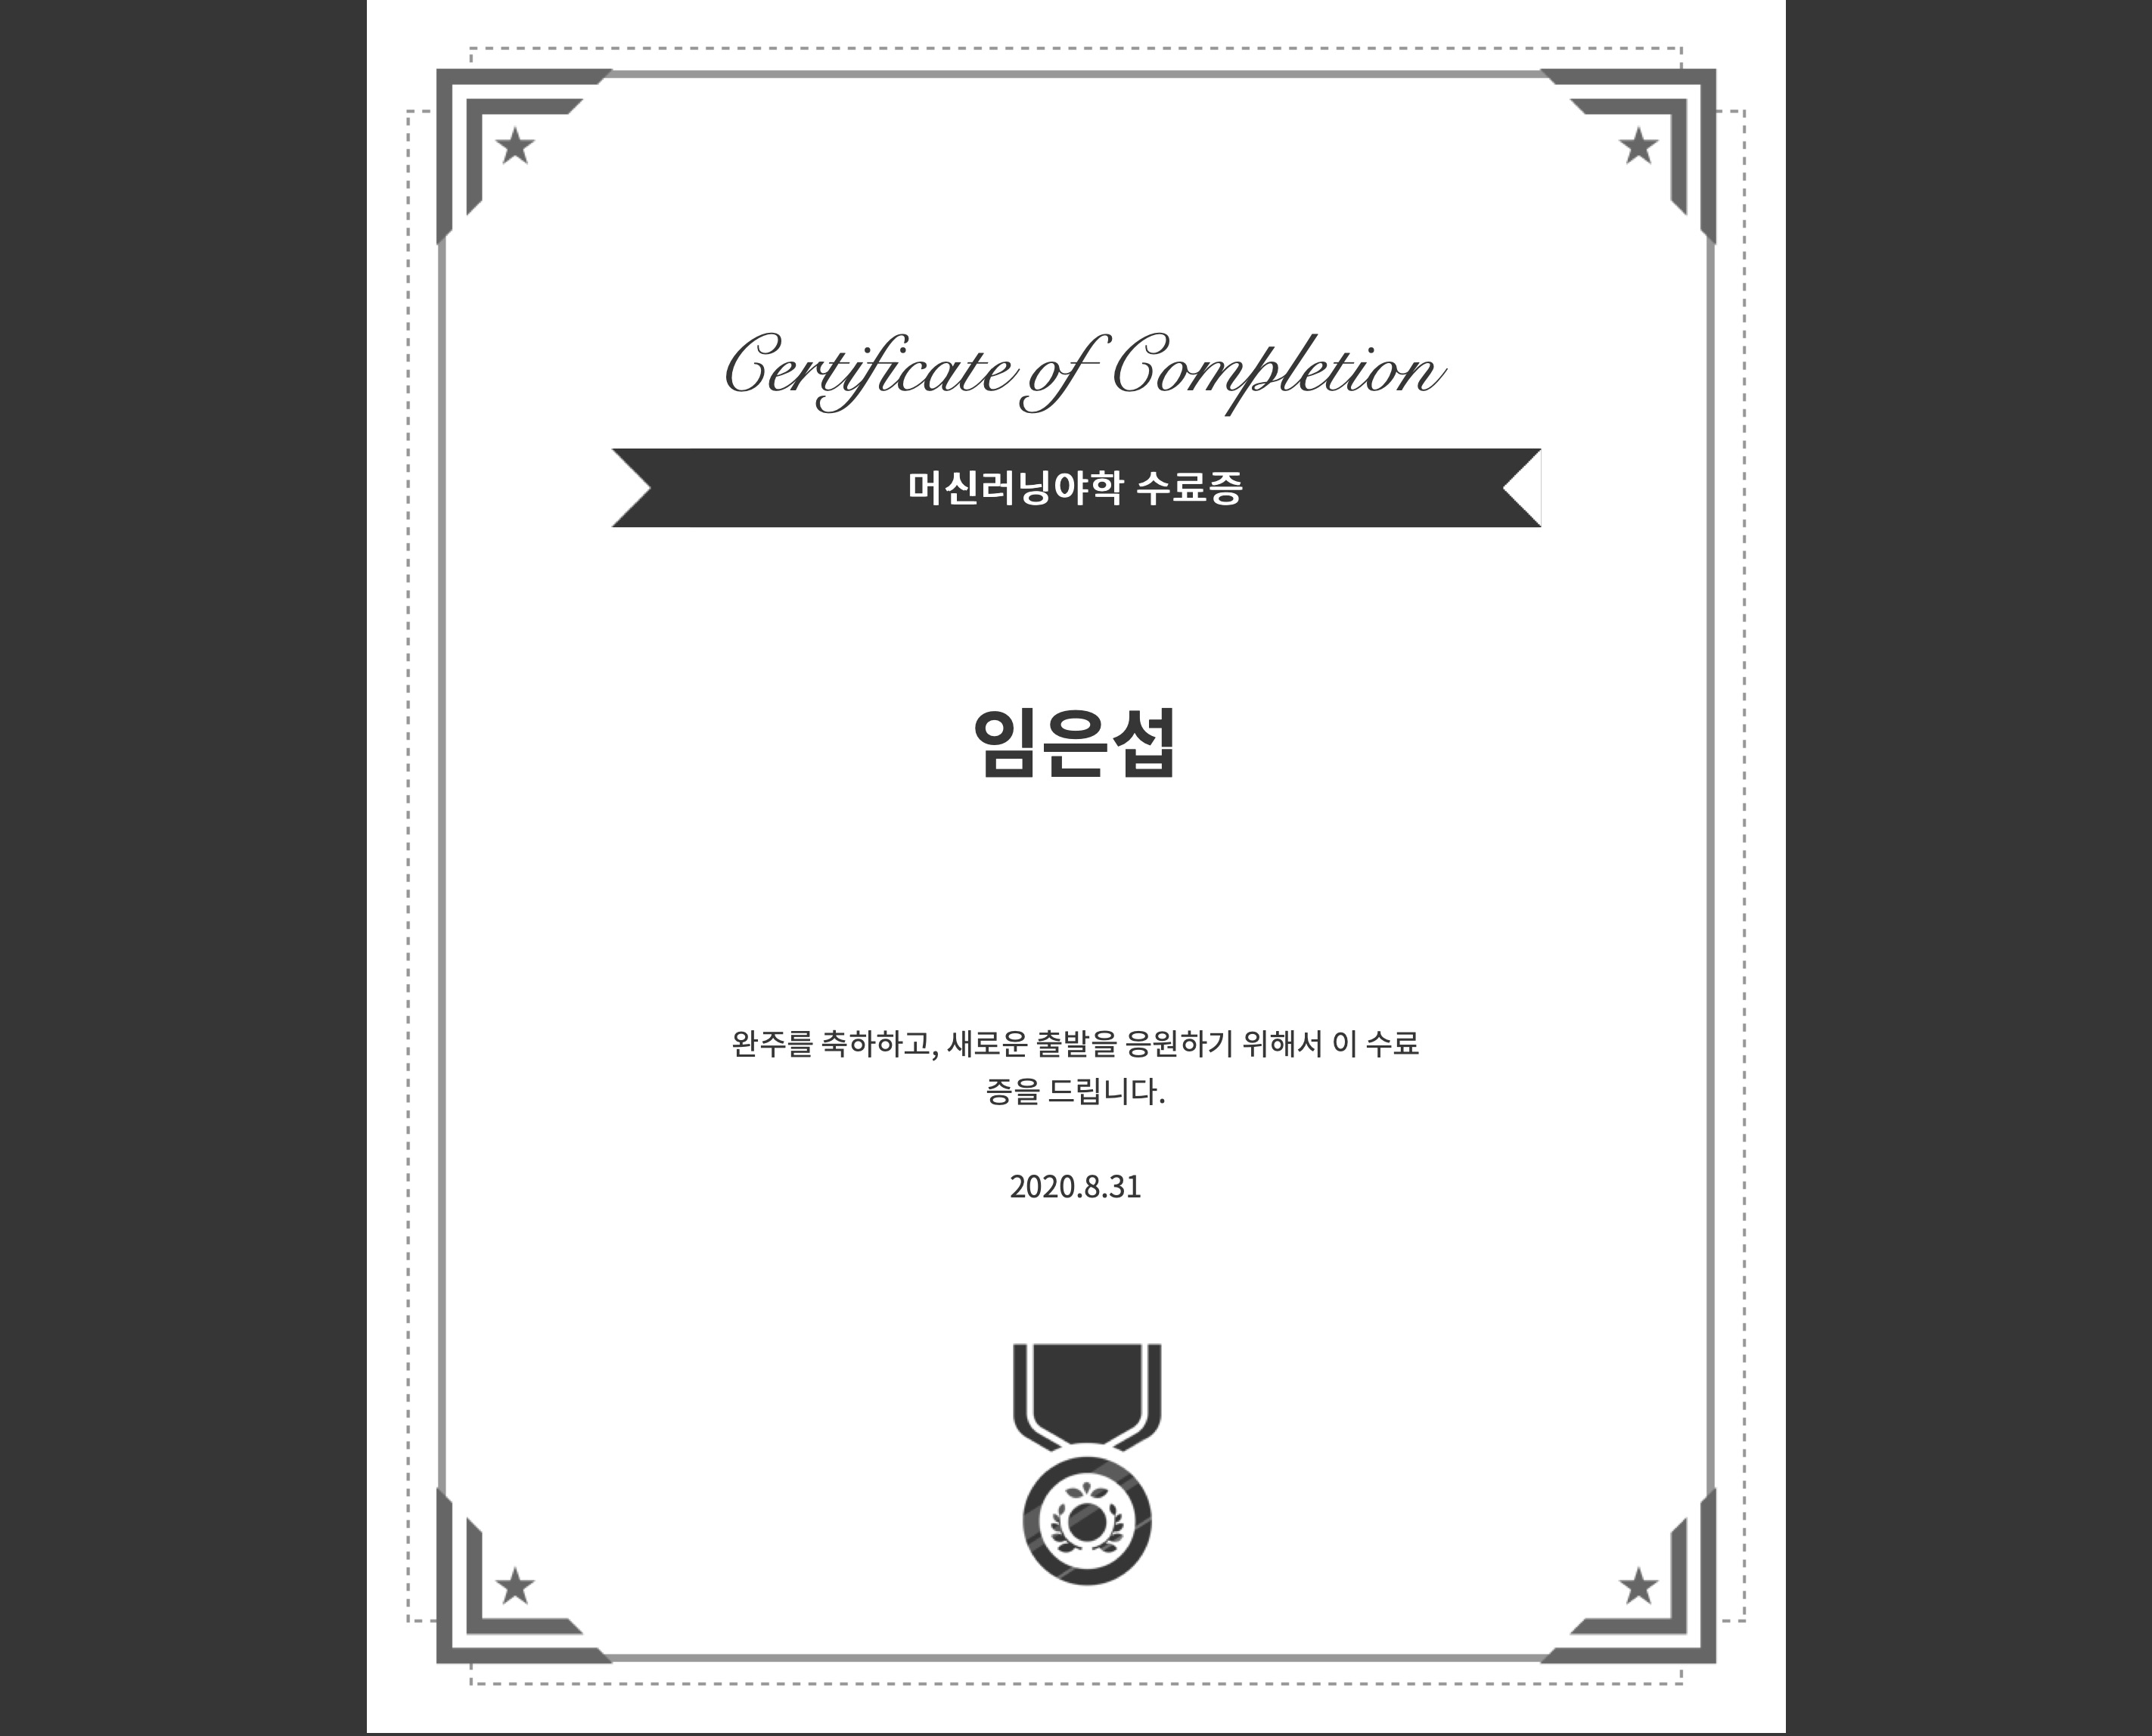 Certificate of Completion
머신러닝야학 수료증
임은섭
완주를 축하하고, 새로운 출발을 응원하기 위해서 이 수료
증을 드립니다.
2020.8.31